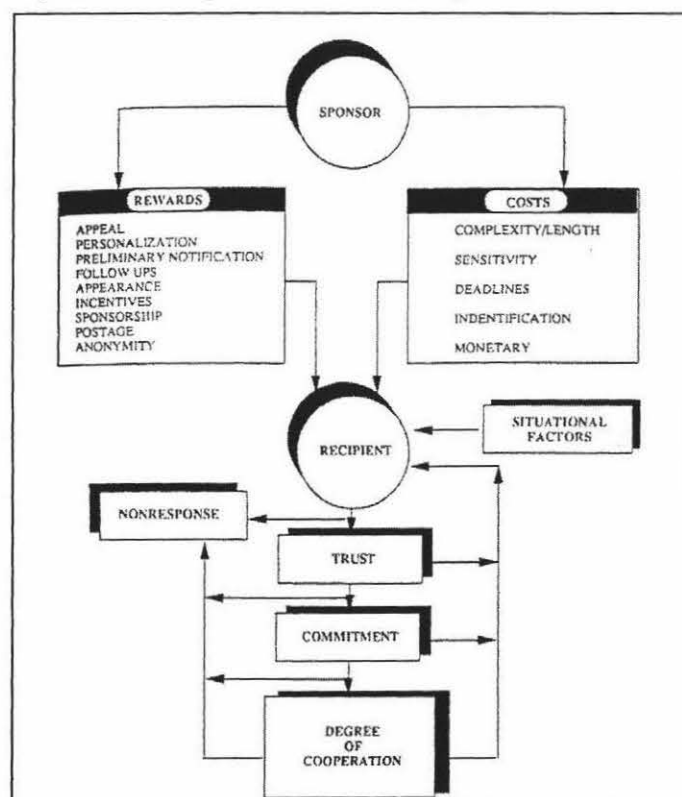 SPONSOR
REWARDS
APPEAL
PERSONALIZATION
PRELIMINARY NOTIFICATION
FOLLOW UPS
APPEARANCE
INCENTIVES
SPONSORSHIP
POSTAGE
ANONYMITY
COSTS
COMPLEXITY/LENGTH
SENSITIVITY
DEADLINES
INDENTIFICATION
MONETARY
RECIPIENT
SITUATIONAL
FACTORS
NONRESPONSE
TRUST
COMMITMENT
DEGREE
OF
COOPERATION